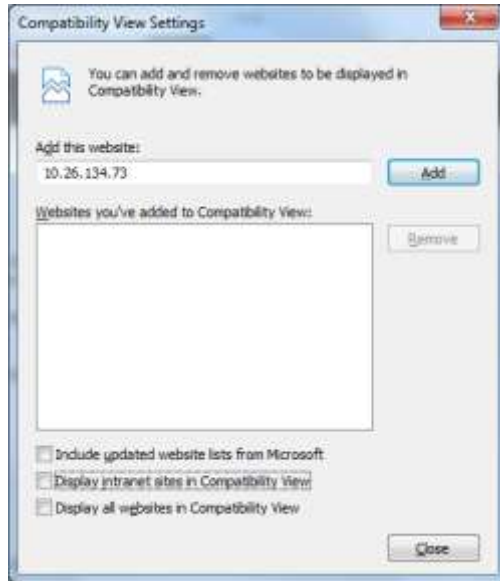 Compatibility View Settings
You can add and remove websites to be displayed in
Compatibility View.
Add this website:
10.26.134.73
Add
Websites you've added to Compatibility View:
Remove
Include updated website lists from Microsoft
Display intranet sites in Compatibility View
Display all websites in Compatibility View
Close